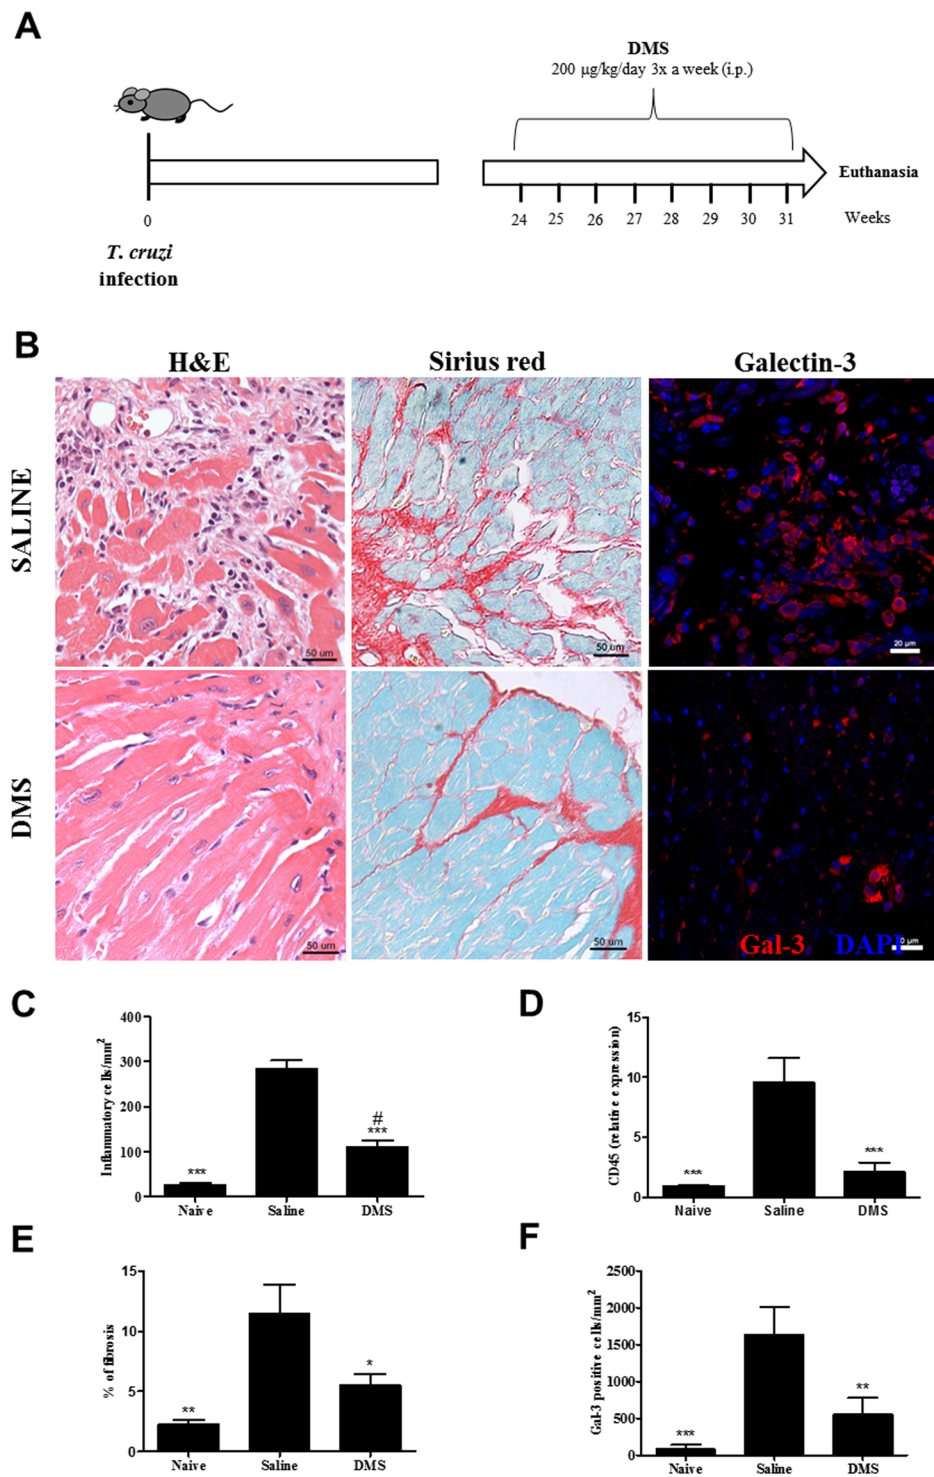 A
DMS
200 μg/kg/day 3x a week (i.p.)
Euthanasia
0
24 25 26 27 28 29 30 31 Weeks
T. cruzi
infection
B
H&E Sirius red Galectin-3
SALINE
50 um
50 um
20 μm
DMS
50 um
50 um
Gal-3 DAPI
C
Inflammatory cells/mm²
400
300
200
100
0
***
#
***
Naive Saline DMS
D
CD45 (relative expression)
15
10
5
0
***
***
Naive Saline DMS
E
% of fibrosis
15
10
5
0
**
*
Naive Saline DMS
F
Gal-3 positive cells/mm²
2500
2000
1500
1000
500
0
***
**
Naive Saline DMS